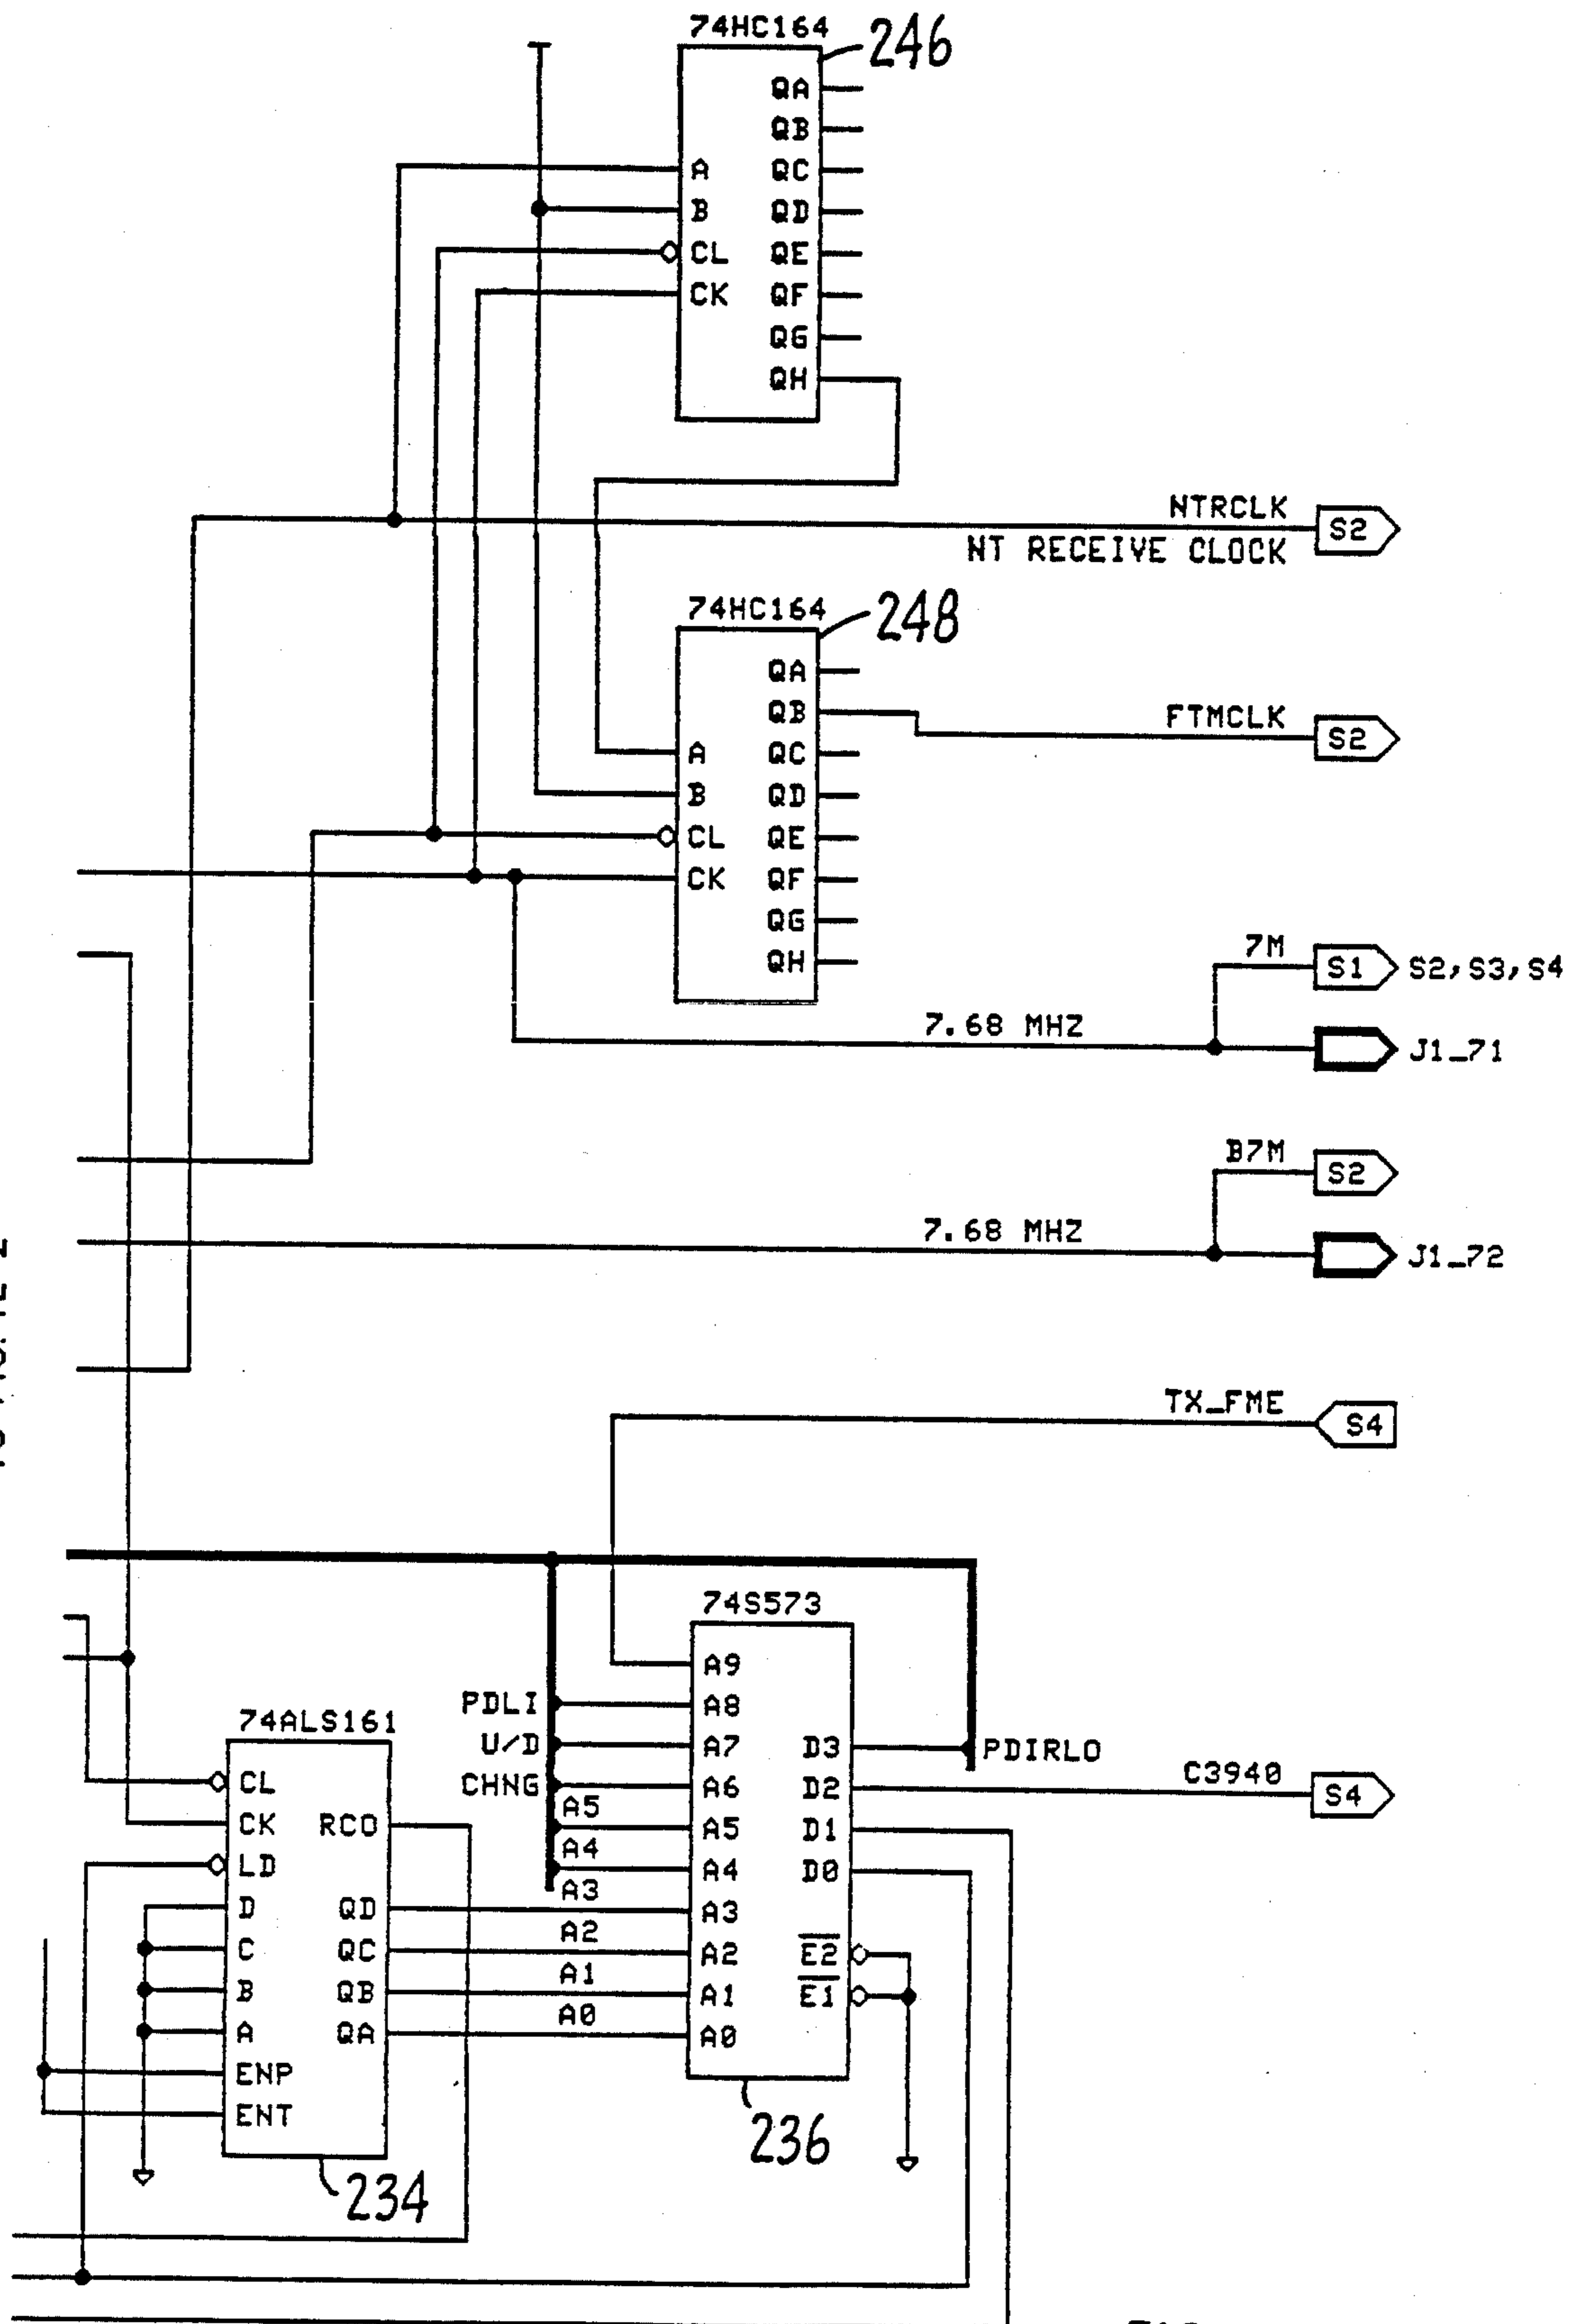 74HC164
246
QA
QB
A QC
B QD
CL QE
CK QF
QG
QH
NTRCLK S2
NT RECEIVE CLOCK
74HC164
248
QA
QB
FTMCLK S2
A QC
B QD
CL QE
CK QF
QG
QH
7M S1 S2,S3,S4
7.68 MHZ J1_71
B7M S2
7.68 MHZ J1_72
TX_FME S4
74S573
A9
PDLI A8
U/D A7 D3 PDIRLO
CHNG A6 D2 C3940 S4
A5 A5 D1
A4 A4 D0
A3 A3
A2 A2 E2
A1 A1 E1
A0 A0
236
74ALS161
CL
CK RCO
LD
D QD
C QC
B QB
A QA
ENP
ENT
234